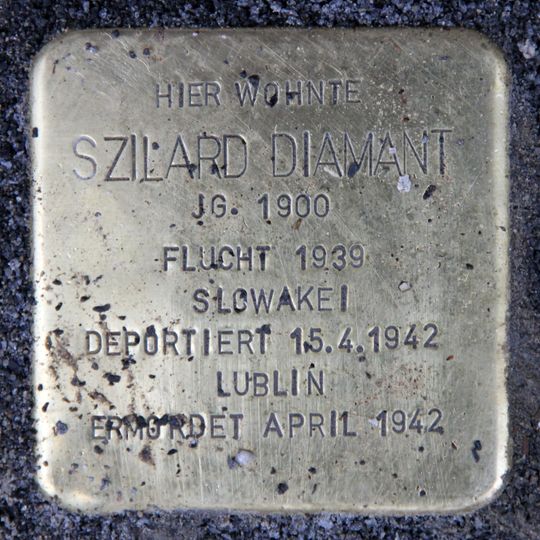 HIER WOHNTE
SZILARD DIAMANT
JG. 1900
FLUCHT 1939
SLOWAKEI
DEPORTIERT 15.4.1942
LUBLIN
ERMORDET APRIL 1942